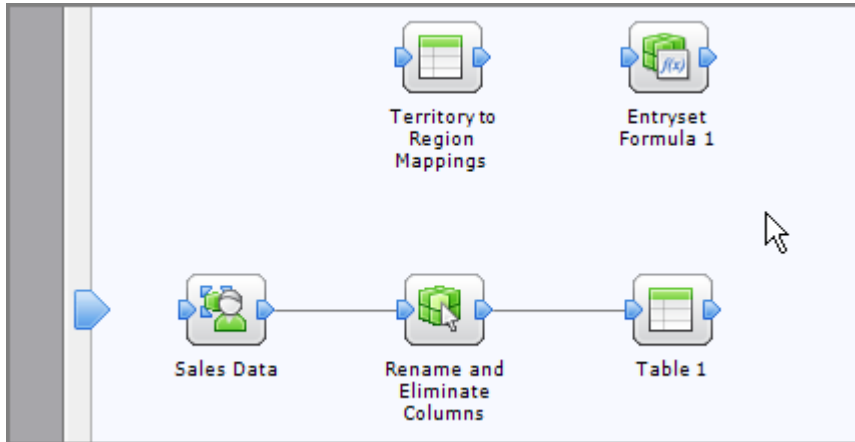 Territory to
Region
Mappings
Entryset
Formula 1
f(x)
Sales Data
Rename and
Eliminate
Columns
Table 1